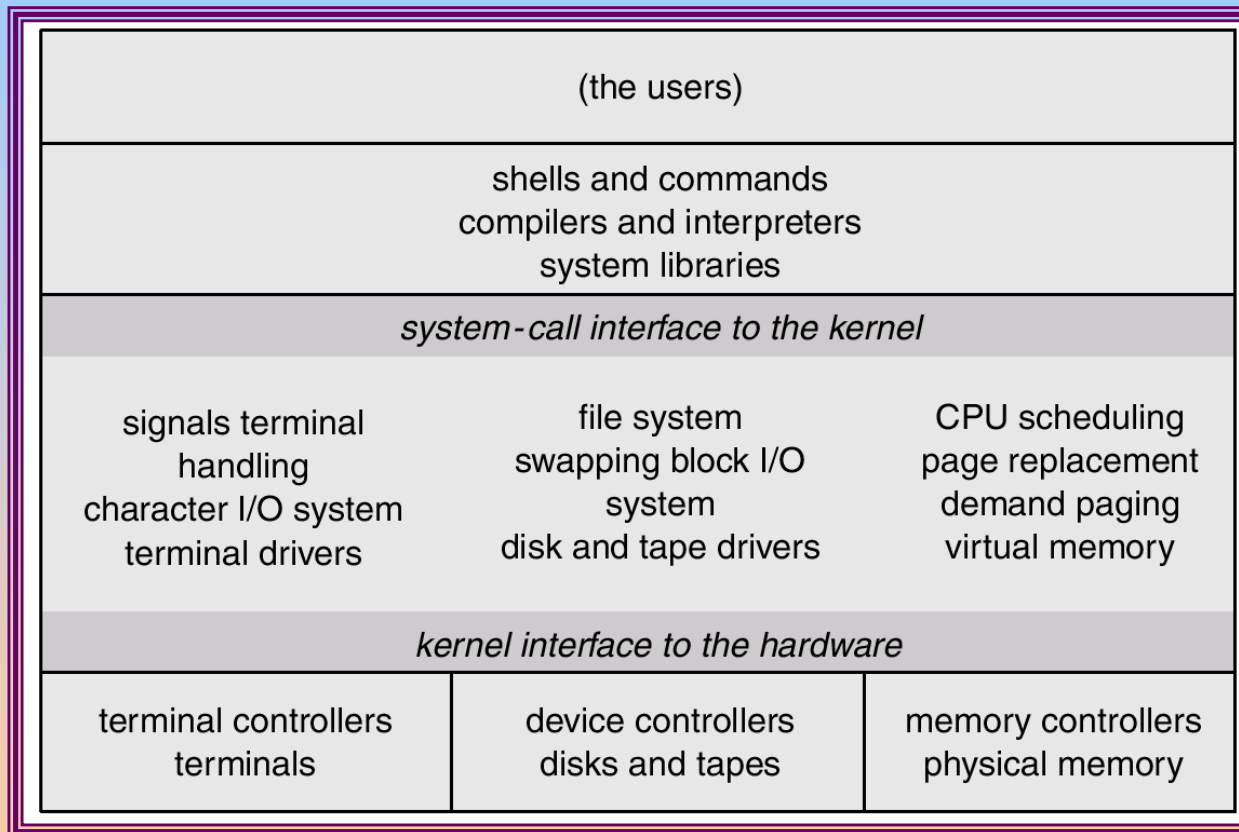 (the users)
shells and commands
compilers and interpreters
system libraries
system-call interface to the kernel
signals terminal
handling
character I/O system
terminal drivers
file system
swapping block I/O
system
disk and tape drivers
CPU scheduling
page replacement
demand paging
virtual memory
kernel interface to the hardware
terminal controllers
terminals
device controllers
disks and tapes
memory controllers
physical memory